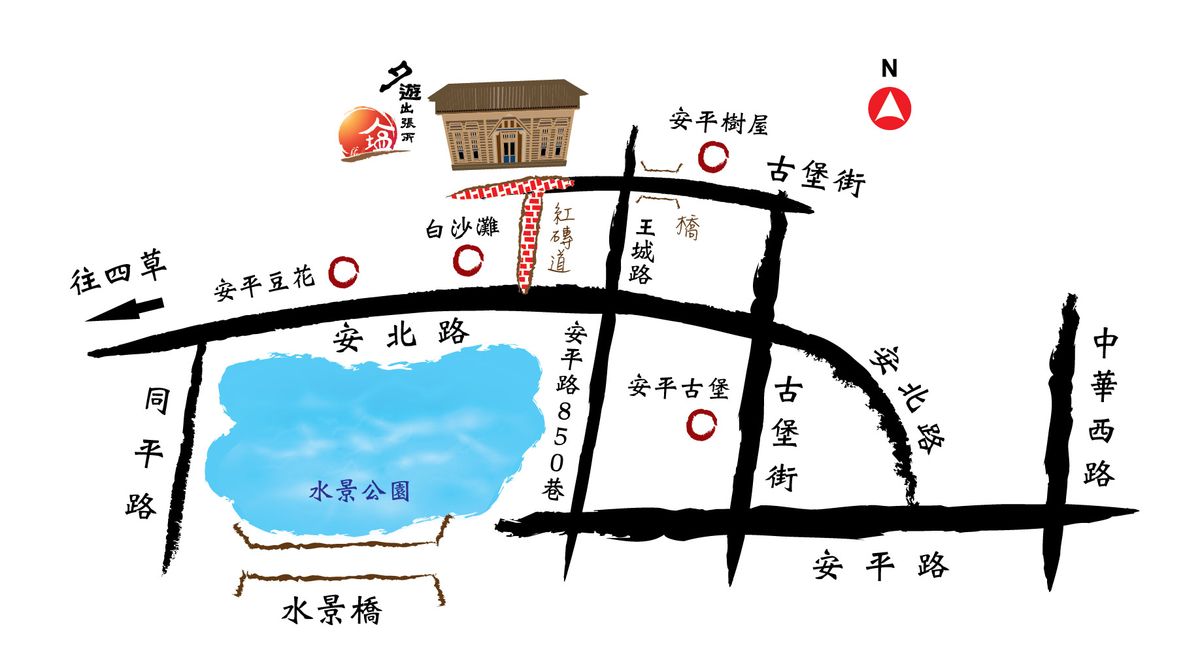 N
夕遊出張所
安平樹屋
古堡街
白沙灘
紅磚道
王城路
橋
往四草
安平豆花
安北路
同平路
安平路850巷
安平古堡
古堡街
安北路
中華西路
水景公園
安平路
水景橋